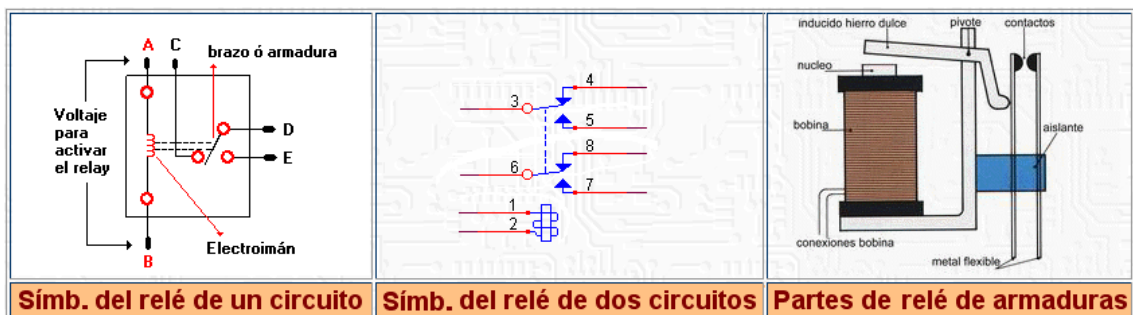 A C
brazo ó armadura
Voltaje
para
activar
el relay
D
E
Electroimán
B
Símb. del relé de un circuito
4
3
5
8
6
7
1
2
Símb. del relé de dos circuitos
inducido hierro dulce
pivote
contactos
nucleo
bobina
aislante
conexiones bobina
metal flexible
Partes de relé de armaduras